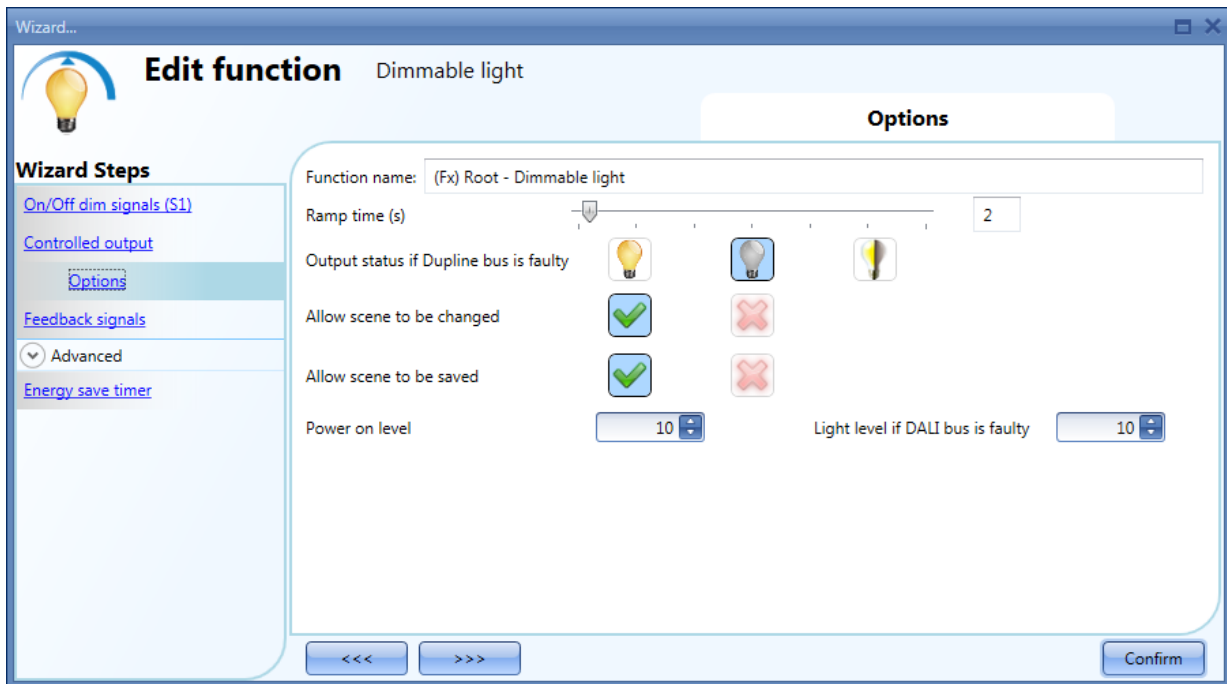 Wizard...
Edit function Dimmable light
Options
Wizard Steps
On/Off dim signals (S1)
Controlled output
Options
Feedback signals
Advanced
Energy save timer
Function name: (Fx) Root - Dimmable light
Ramp time (s) 2
Output status if Dupline bus is faulty
Allow scene to be changed
Allow scene to be saved
Power on level 10 Light level if DALI bus is faulty 10
<<< >>> Confirm